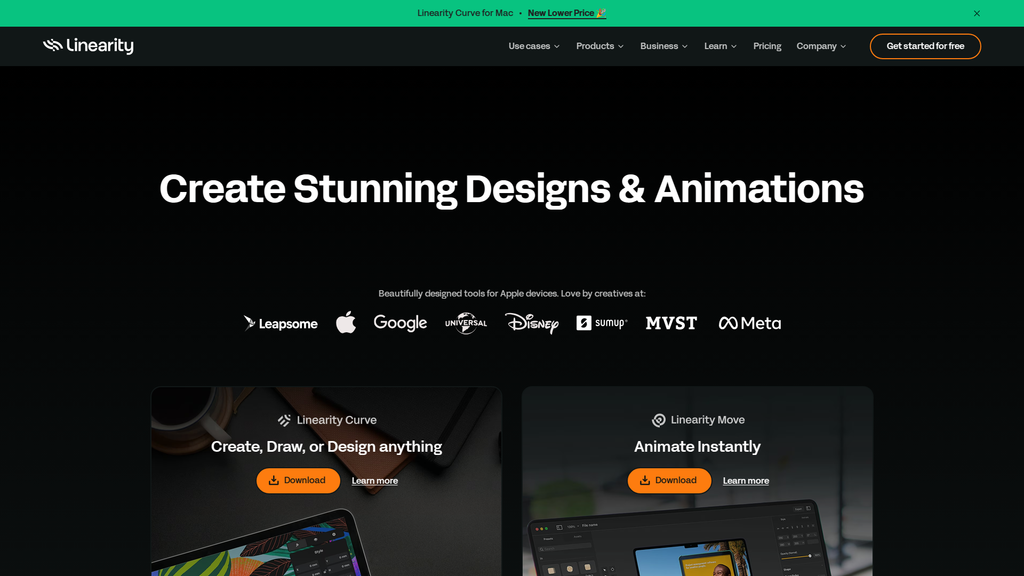 Linearity Curve for Mac • New Lower Price 🎉
Linearity
Use cases
Products
Business
Learn
Pricing
Company
Get started for free
Create Stunning Designs & Animations
Beautifully designed tools for Apple devices. Love by creatives at:
Leapsome
Google
UNIVERSAL
Disney
sumup
MVST
Meta
Linearity Curve
Create, Draw, or Design anything
Download
Learn more
Linearity Move
Animate Instantly
Download
Learn more
Style
File name